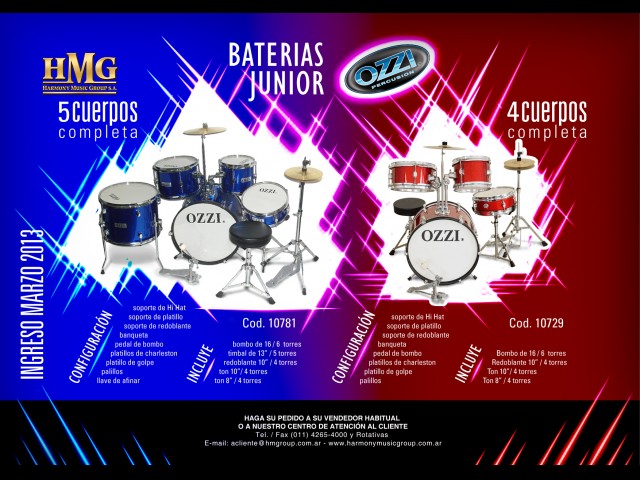 HMG
HARMONY MUSIC GROUP S.A.
BATERIAS
JUNIOR
OZZI
PERCUSION
5 cuerpos
completa
4 cuerpos
completa
OZZI.
OZZI.
OZZI.
INGRESO MARZO 2013
CONFIGURACIÓN
soporte de Hi Hat
soporte de platillo
soporte de redoblante
banqueta
pedal de bombo
platillos de charleston
platillo de golpe
palillos
llave de afinar
Cod. 10781
INCLUYE
bombo de 16 / 6 torres
timbal de 13" / 5 torres
redoblante 10" / 4 torres
ton 10"/ 4 torres
ton 8" / 4 torres
CONFIGURACIÓN
soporte de Hi Hat
soporte de platillo
soporte de redoblante
banqueta
pedal de bombo
platillos de charleston
platillo de golpe
palillos
Cod. 10729
INCLUYE
Bombo de 16 / 6 torres
Redoblante 10" / 4 torres
Ton 10"/ 4 torres
Ton 8" / 4 torres
HAGA SU PEDIDO A SU VENDEDOR HABITUAL
O A NUESTRO CENTRO DE ATENCIÓN AL CLIENTE
Tel. / Fax (011) 4265-4000 y Rotativas
E-mail: acliente@hmgroup.com.ar - www.harmonymusicgroup.com.ar